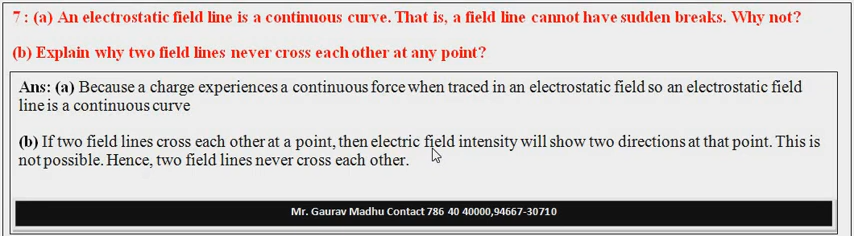 7 : (a) An electrostatic field line is a continuous curve. That is, a field line cannot have sudden breaks. Why not?
(b) Explain why two field lines never cross each other at any point?
Ans: (a) Because a charge experiences a continuous force when traced in an electrostatic field so an electrostatic field
line is a continuous curve
(b) If two field lines cross each other at a point, then electric field intensity will show two directions at that point. This is
not possible. Hence, two field lines never cross each other.
Mr. Gaurav Madhu Contact 786 40 40000,94667-30710